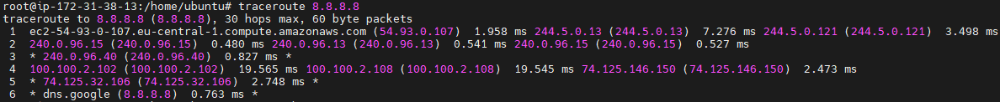 root@ip-172-31-38-13:/home/ubuntu# traceroute 8.8.8.8
traceroute to 8.8.8.8 (8.8.8.8), 30 hops max, 60 byte packets
 1  ec2-54-93-0-107.eu-central-1.compute.amazonaws.com (54.93.0.107)  1.958 ms 244.5.0.13 (244.5.0.13)  7.276 ms 244.5.0.121 (244.5.0.121)  3.498 ms
 2  240.0.96.15 (240.0.96.15)  0.480 ms 240.0.96.13 (240.0.96.13)  0.541 ms 240.0.96.15 (240.0.96.15)  0.527 ms
 3  * 240.0.96.40 (240.0.96.40)  0.827 ms *
 4  100.100.2.102 (100.100.2.102)  19.565 ms 100.100.2.108 (100.100.2.108)  19.545 ms 74.125.146.150 (74.125.146.150)  2.473 ms
 5  * 74.125.32.106 (74.125.32.106)  2.748 ms *
 6  * dns.google (8.8.8.8)  0.763 ms *